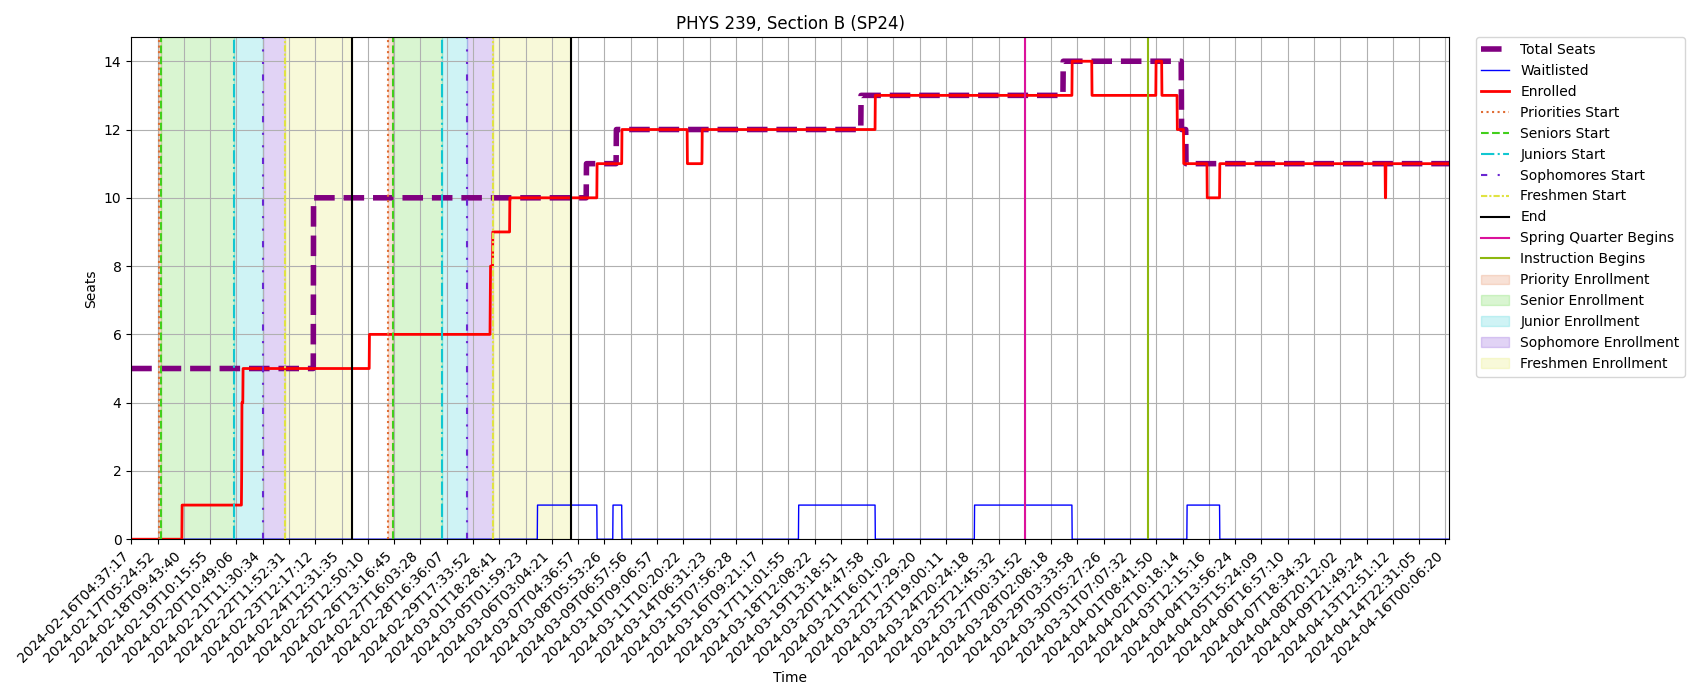 PHYS 239, Section B (SP24)
Seats
14
12
10
8
6
4
2
0
2024-02-16T04:37:17
2024-02-17T05:24:52
2024-02-18T09:43:40
2024-02-19T10:15:55
2024-02-20T10:49:06
2024-02-21T11:30:34
2024-02-22T11:52:31
2024-02-23T12:17:12
2024-02-24T12:31:35
2024-02-25T12:50:10
2024-02-26T13:16:45
2024-02-27T16:03:28
2024-02-28T16:36:07
2024-02-29T17:33:52
2024-03-01T18:28:41
2024-03-05T01:59:23
2024-03-06T03:04:21
2024-03-07T04:36:57
2024-03-08T05:53:26
2024-03-09T06:57:56
2024-03-10T09:06:57
2024-03-11T10:20:22
2024-03-14T06:31:23
2024-03-15T07:56:28
2024-03-16T09:21:17
2024-03-17T11:01:55
2024-03-18T12:08:22
2024-03-19T13:18:51
2024-03-20T14:47:58
2024-03-21T16:01:02
2024-03-22T17:29:20
2024-03-23T19:00:11
2024-03-24T20:24:18
2024-03-25T21:45:32
2024-03-27T00:31:52
2024-03-28T02:08:18
2024-03-29T03:33:58
2024-03-30T05:27:26
2024-03-31T07:07:32
2024-04-01T08:41:50
2024-04-02T10:18:14
2024-04-03T12:15:16
2024-04-04T13:56:24
2024-04-05T15:24:09
2024-04-06T16:57:10
2024-04-07T18:34:32
2024-04-08T20:12:02
2024-04-09T21:49:24
2024-04-13T12:51:12
2024-04-14T22:31:05
2024-04-16T00:06:20
Time
Total Seats
Waitlisted
Enrolled
Priorities Start
Seniors Start
Juniors Start
Sophomores Start
Freshmen Start
End
Spring Quarter Begins
Instruction Begins
Priority Enrollment
Senior Enrollment
Junior Enrollment
Sophomore Enrollment
Freshmen Enrollment